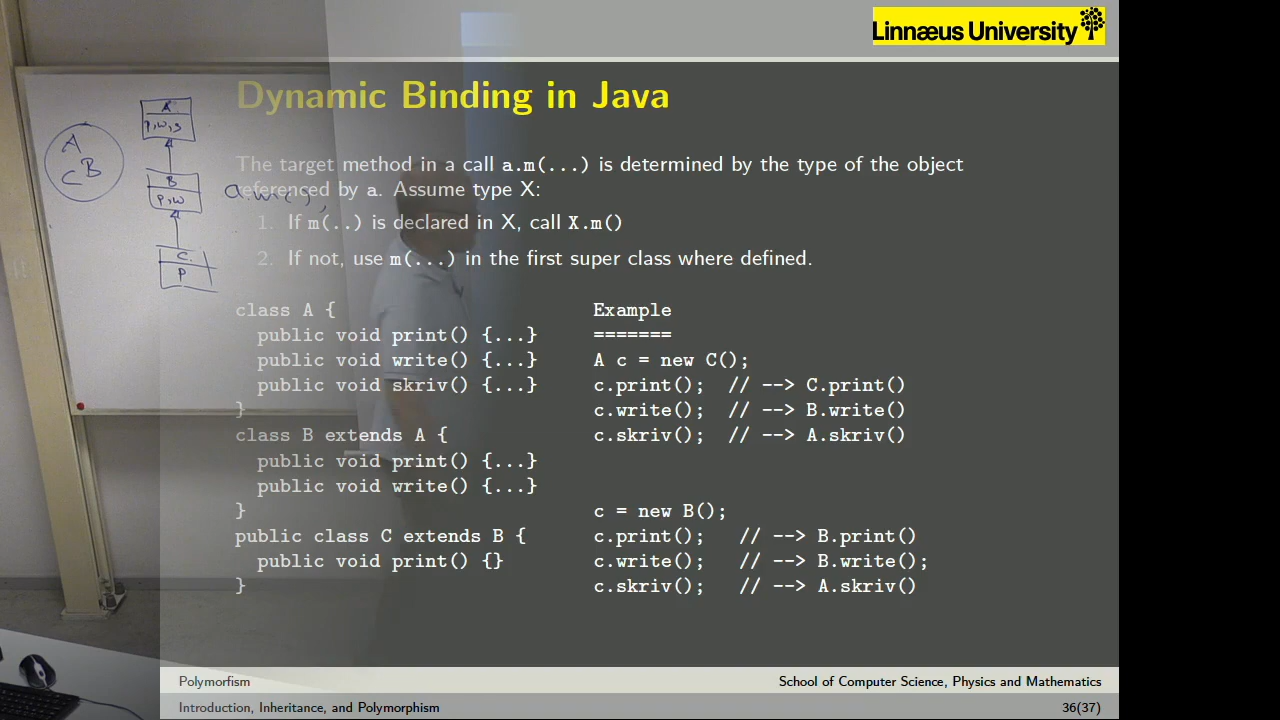 Linnæus University
Dynamic Binding in Java
The target method in a call a.m(...) is determined by the type of the object
referenced by a. Assume type X:
1. If m(..) is declared in X, call X.m()
2. If not, use m(...) in the first super class where defined.
class A {
public void print() {...}
public void write() {...}
public void skriv() {...}
}
class B extends A {
public void print() {...}
public void write() {...}
}
public class C extends B {
public void print() {}
}
Example
=======
A c = new C();
c.print(); // --> C.print()
c.write(); // --> B.write()
c.skriv(); // --> A.skriv()
c = new B();
c.print(); // --> B.print()
c.write(); // --> B.write();
c.skriv(); // --> A.skriv()
A
B
C
A
p,w,s
B
p,w
C
p
Polymorfism
School of Computer Science, Physics and Mathematics
Introduction, Inheritance, and Polymorphism
36(37)